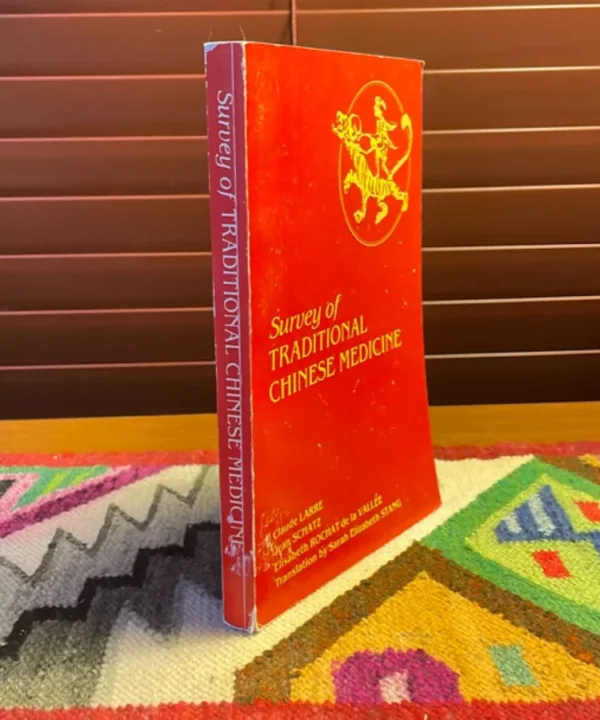 Survey of TRADITIONAL CHINESE MEDICINE
Survey of
TRADITIONAL
CHINESE MEDICINE
Claude LARRE
Jean SCHATZ
Elisabeth ROCHAT de la VALLÉE
Translation by Sarah Elizabeth STANG